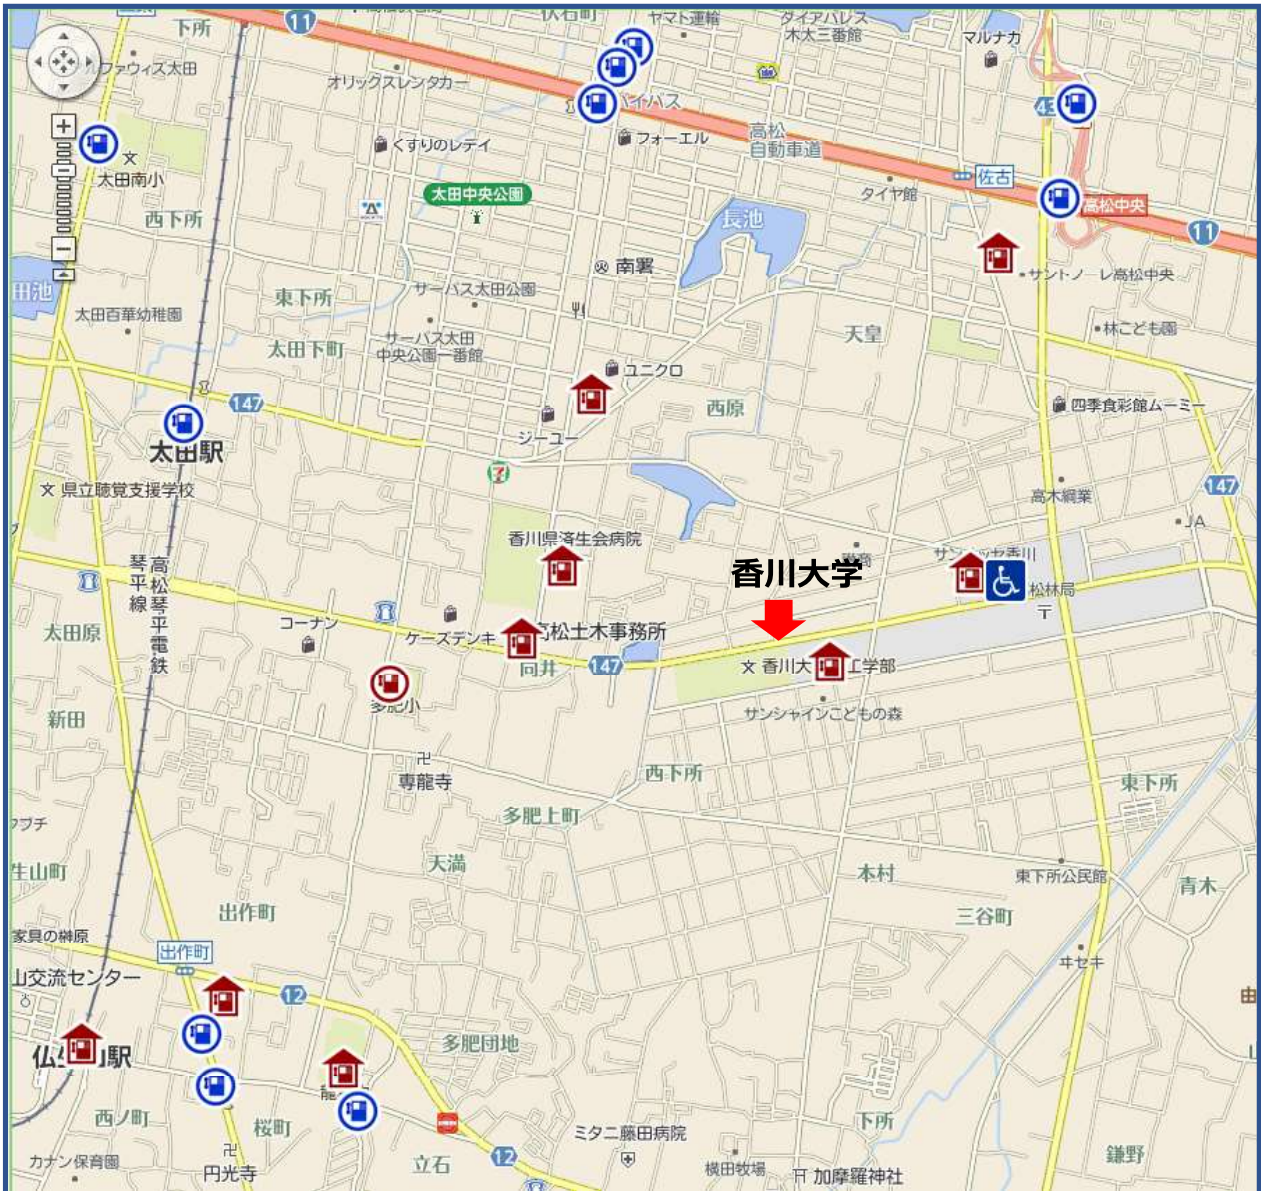 11
下所
伏石町
ヤマト運輸
ダイアパレス
木太三番館
マルナカ
ルファウィズ太田
オリックスレンタカー
バイパス
43
太田南小
くすりのレデイ
フォーエル
高松
自動車道
佐古
タイヤ館
高松中央
11
西下所
太田中央公園
長池
南署
サントノーレ高松中央
田池
太田百華幼稚園
東下所
サーパス太田公園
太田下町
サーパス太田
中央公園一番館
天皇
林こども園
ユニクロ
147
西原
四季食彩館ムーミー
ジーユー
太田駅
県立聴覚支援学校
高木綱業
147
JA
香川県済生会病院
香川大学
松林局
高松琴平電鉄
琴平線
太田原
コーナン
ケーズデンキ
高松土木事務所
向井
147
香川大
工学部
多肥小
サンシャインこどもの森
新田
専龍寺
西下所
東下所
多肥上町
天満
本村
東下所公民館
青木
生山町
出作町
三谷町
家具の榊原
出作町
山交流センター
ヰセキ
12
多肥団地
西ノ町
桜町
ミタニ藤田病院
下所
カナン保育園
円光寺
立石
12
横田牧場
加摩羅神社
鎌野